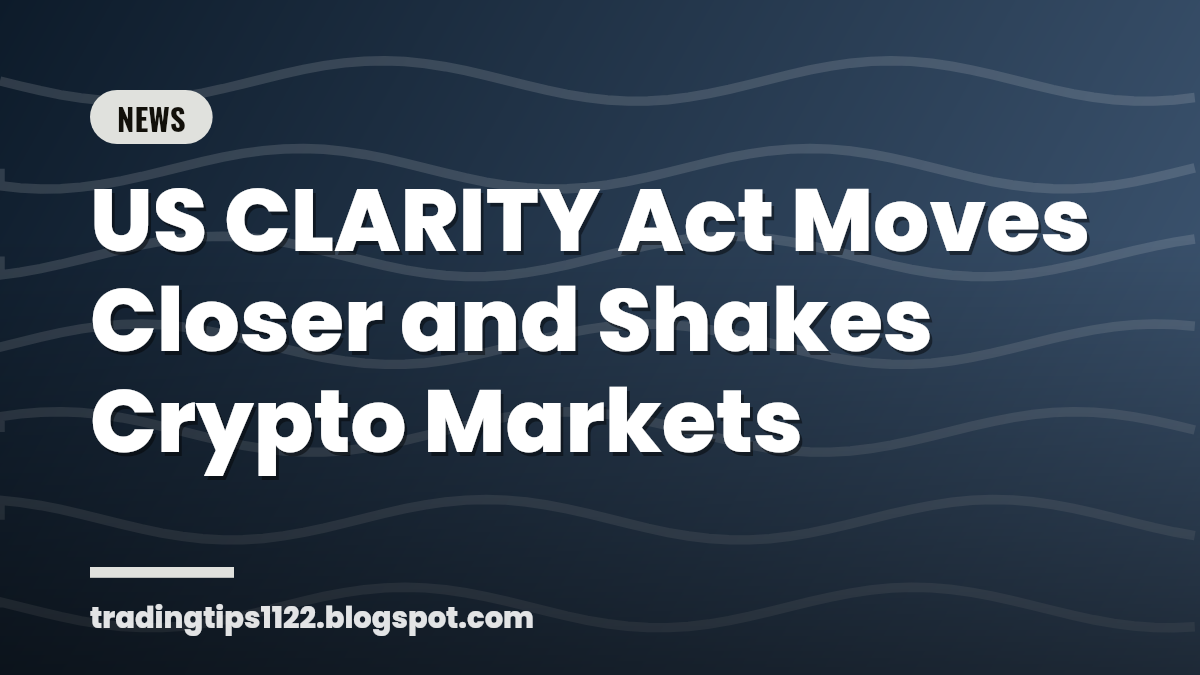 NEWS
US CLARITY Act Moves
Closer and Shakes
Crypto Markets
tradingtips1122.blogspot.com